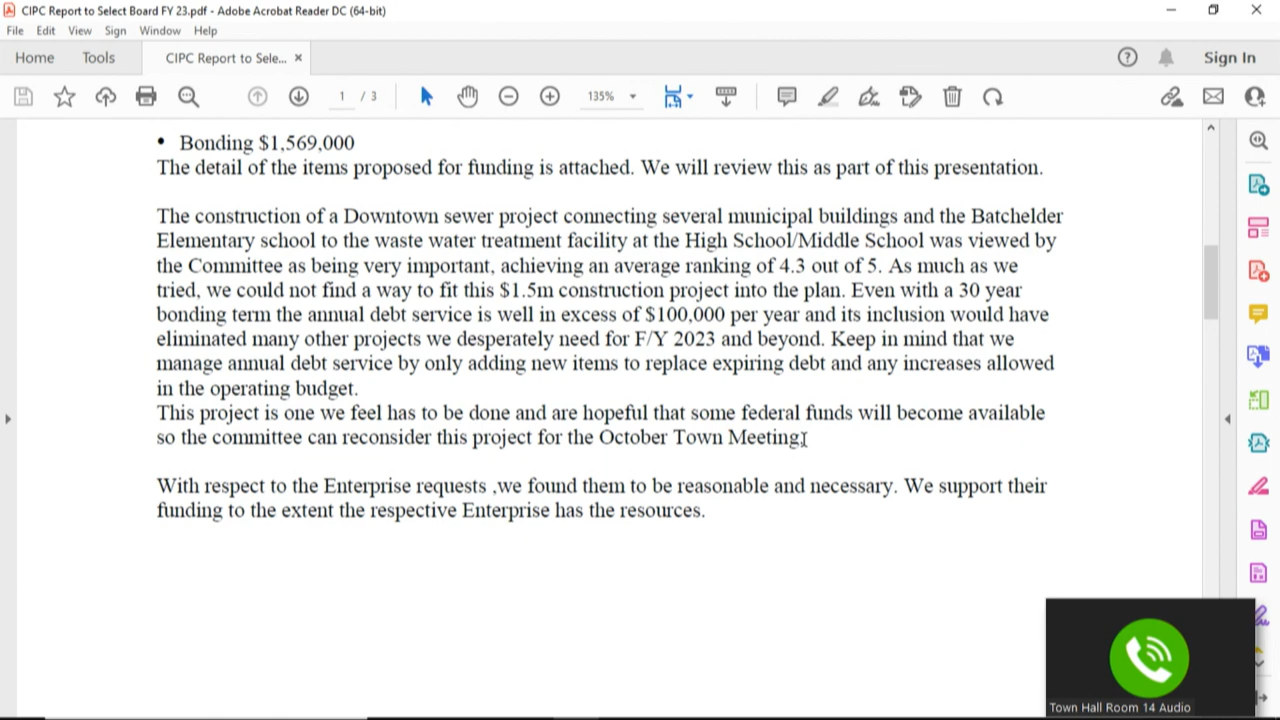 CIPC Report to Select Board FY 23.pdf - Adobe Acrobat Reader DC (64-bit)
File Edit View Sign Window Help
Home Tools CIPC Report to Sele... × Sign In
1 / 3 135%
• Bonding $1,569,000
The detail of the items proposed for funding is attached. We will review this as part of this presentation.
The construction of a Downtown sewer project connecting several municipal buildings and the Batchelder
Elementary school to the waste water treatment facility at the High School/Middle School was viewed by
the Committee as being very important, achieving an average ranking of 4.3 out of 5. As much as we
tried, we could not find a way to fit this $1.5m construction project into the plan. Even with a 30 year
bonding term the annual debt service is well in excess of $100,000 per year and its inclusion would have
eliminated many other projects we desperately need for F/Y 2023 and beyond. Keep in mind that we
manage annual debt service by only adding new items to replace expiring debt and any increases allowed
in the operating budget.
This project is one we feel has to be done and are hopeful that some federal funds will become available
so the committee can reconsider this project for the October Town Meeting.
With respect to the Enterprise requests ,we found them to be reasonable and necessary. We support their
funding to the extent the respective Enterprise has the resources.
Town Hall Room 14 Audio